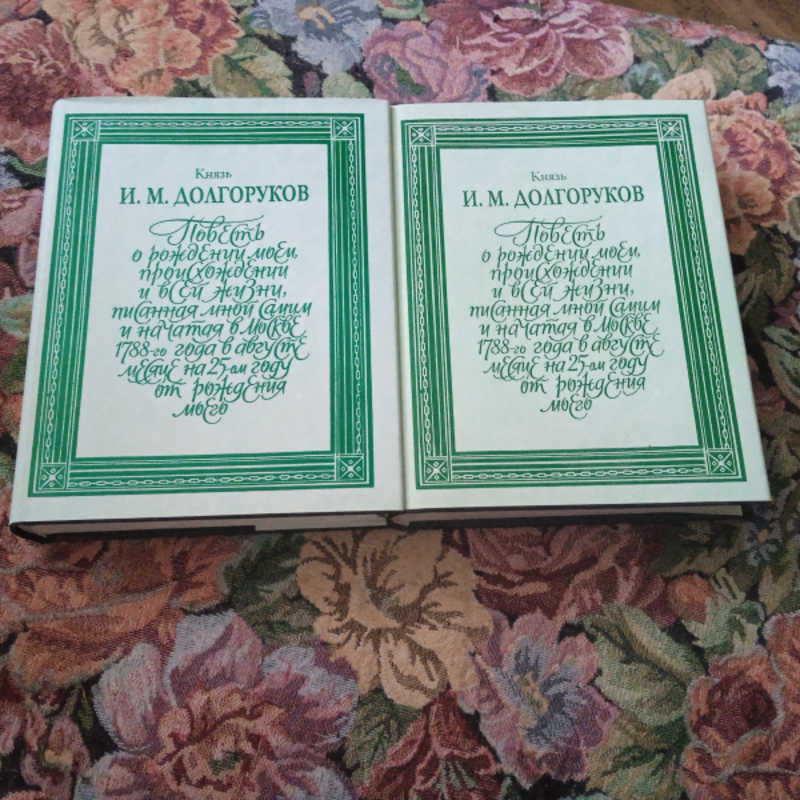 Князь
И. М. ДОЛГОРУКОВ
Повесть
о рождении моем,
происхождении
и всей жизни,
писанная мной самим
и начатая в Москве
1788-го года в августе
месяце на 25-ом году
от рождения
моего
Князь
И. М. ДОЛГОРУКОВ
Повесть
о рождении моем,
происхождении
и всей жизни,
писанная мной самим
и начатая в Москве
1788-го года в августе
месяце на 25-ом году
от рождения
моего